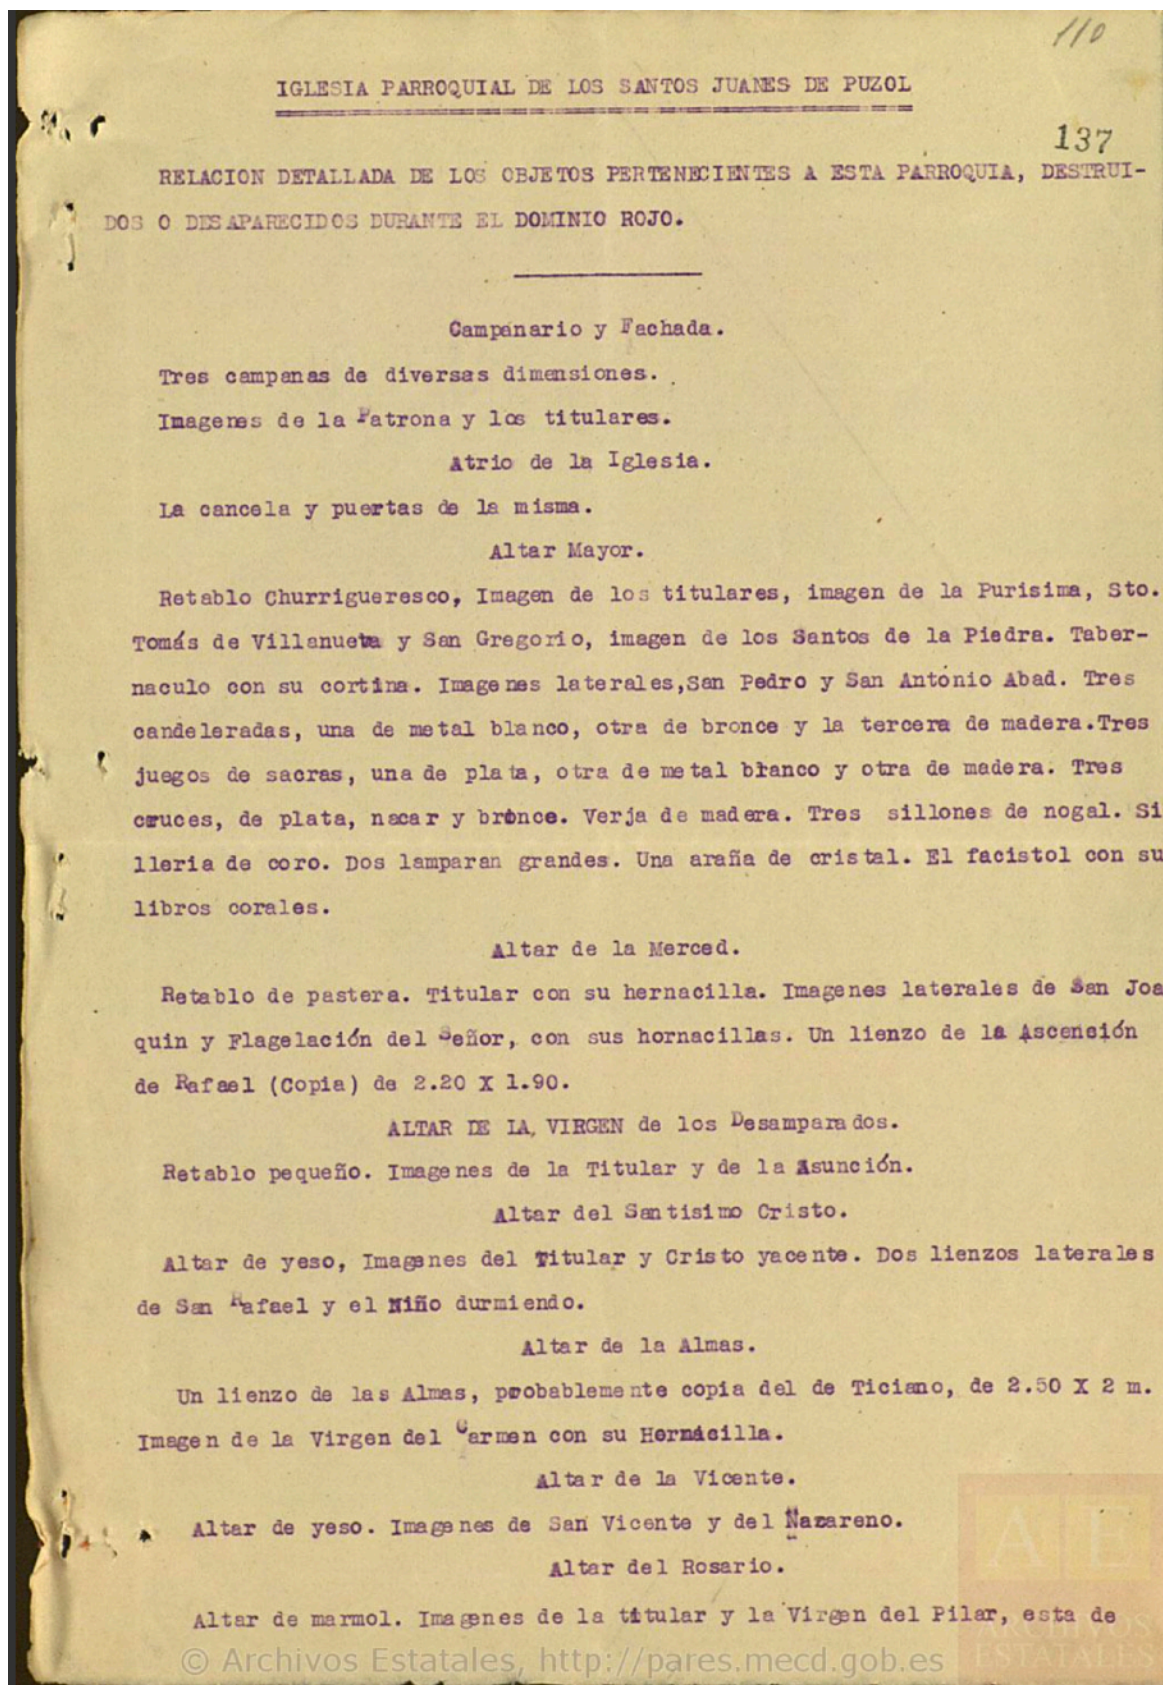 110
IGLESIA PARROQUIAL DE LOS SANTOS JUANES DE PUZOL
137
RELACION DETALLADA DE LOS OBJETOS PERTENECIENTES A ESTA PARROQUIA, DESTRUI-
DOS O DESAPARECIDOS DURANTE EL DOMINIO ROJO.
Campanario y Fachada.
Tres campanas de diversas dimensiones.
Imagenes de la Patrona y los titulares.
Atrio de la Iglesia.
La cancela y puertas de la misma.
Altar Mayor.
Retablo Churrigueresco, Imagen de los titulares, imagen de la Purisima, Sto.
Tomás de Villanueva y San Gregorio, imagen de los Santos de la Piedra. Taber-
naculo con su cortina. Imagenes laterales,San Pedro y San Antonio Abad. Tres
candeleradas, una de metal blanco, otra de bronce y la tercera de madera.Tres
juegos de sacras, una de plata, otra de metal blanco y otra de madera. Tres
cruces, de plata, nacar y bronce. Verja de madera. Tres sillones de nogal. Si
lleria de coro. Dos lamparan grandes. Una araña de cristal. El facistol con su
libros corales.
Altar de la Merced.
Retablo de pastera. Titular con su hernacilla. Imagenes laterales de San Joa
quin y Flagelación del Señor, con sus hornacillas. Un lienzo de la Ascención
de Rafael (Copia) de 2.20 X 1.90.
ALTAR DE LA VIRGEN de los Desamparados.
Retablo pequeño. Imagenes de la Titular y de la Asunción.
Altar del Santisimo Cristo.
Altar de yeso, Imagenes del Titular y Cristo yacente. Dos lienzos laterales
de San Rafael y el Niño durmiendo.
Altar de la Almas.
Un lienzo de las Almas, probablemente copia del de Ticiano, de 2.50 X 2 m.
Imagen de la Virgen del Carmen con su Hernacilla.
Altar de la Vicente.
Altar de yeso. Imagenes de San Vicente y del Nazareno.
Altar del Rosario.
Altar de marmol. Imagenes de la titular y la Virgen del Pilar, esta de
AE
ARCHIVOS
ESTATALES
© Archivos Estatales, http://pares.mecd.gob.es